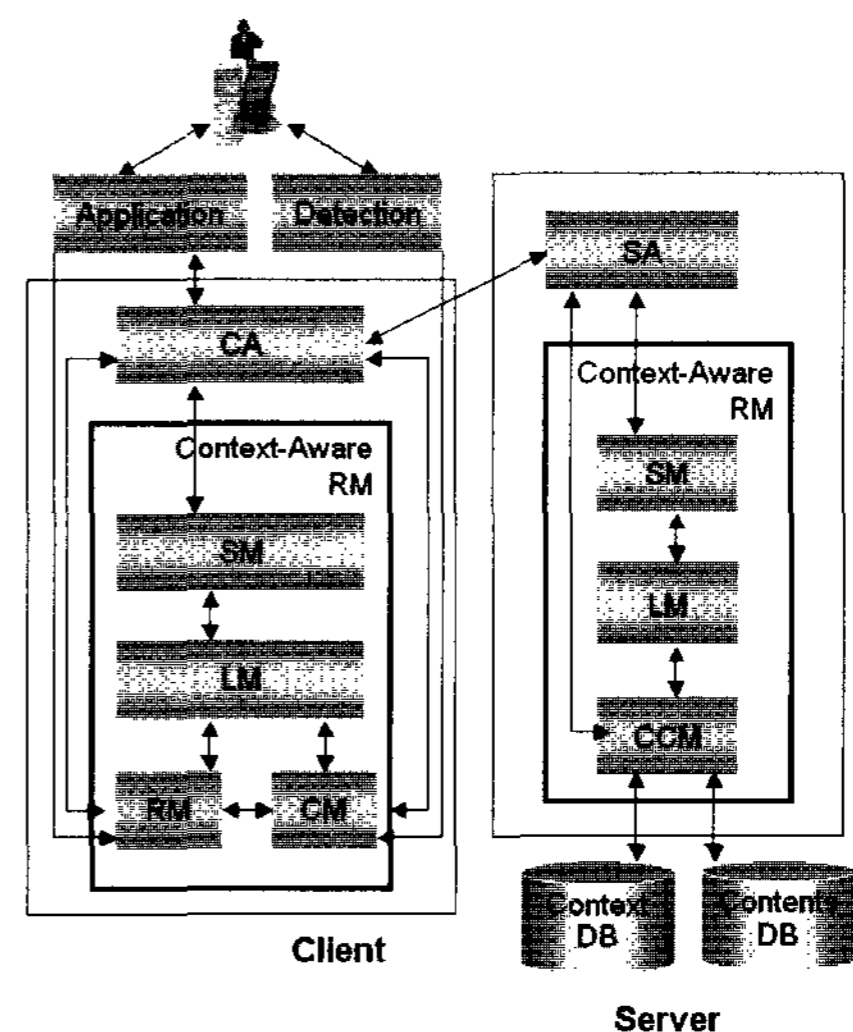 Application
Detection
CA
Context-Aware
RM
SM
LM
RM
CM
Client
SA
Context-Aware
RM
SM
LM
CCM
Context
DB
Contents
DB
Server